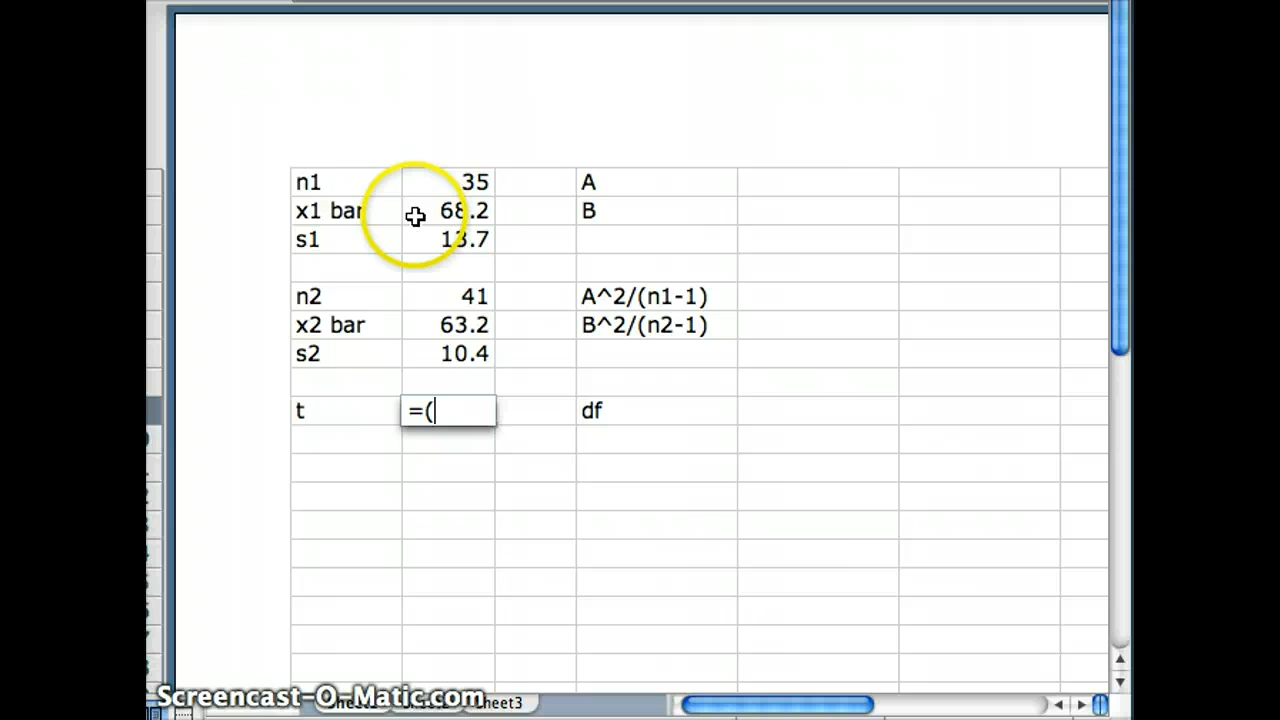 n1 35 A
x1 bar 68.2 B
s1 13.7
n2 41 A^2/(n1-1)
x2 bar 63.2 B^2/(n2-1)
s2 10.4
t =( df
Screencast-O-Matic.com
Sheet3